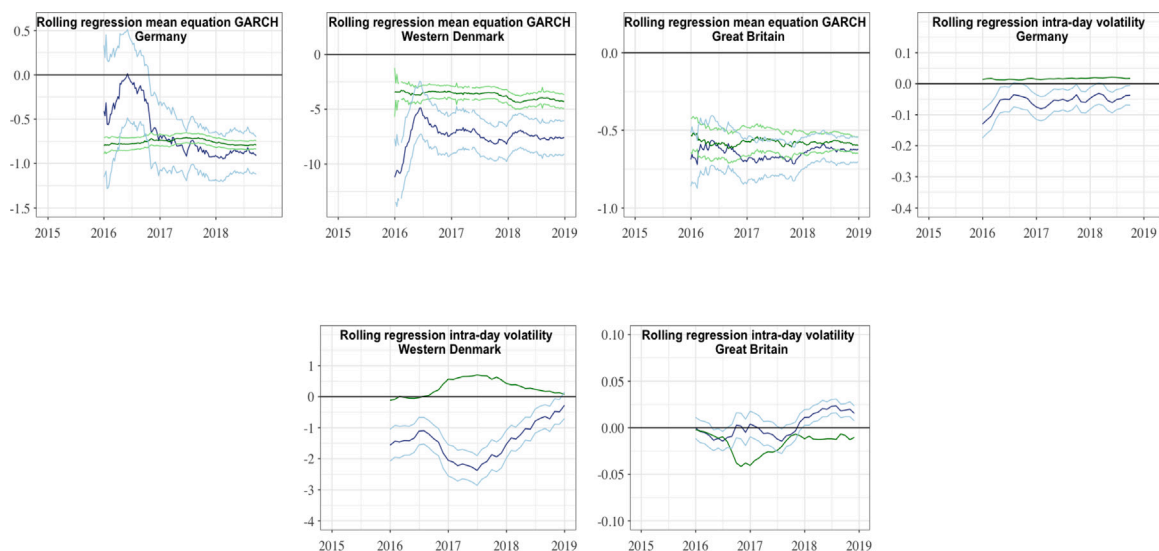 Rolling regression mean equation GARCH
Germany
0.5
0.0
-0.5
-1.0
-1.5
2015 2016 2017 2018
Rolling regression mean equation GARCH
Western Denmark
0
-5
-10
2015 2016 2017 2018 2019
Rolling regression mean equation GARCH
Great Britain
0.0
-0.5
-1.0
2015 2016 2017 2018 2019
Rolling regression intra-day volatility
Germany
0.1
0.0
-0.1
-0.2
-0.3
-0.4
2015 2016 2017 2018 2019
Rolling regression intra-day volatility
Western Denmark
1
0
-1
-2
-3
-4
2015 2016 2017 2018 2019
Rolling regression intra-day volatility
Great Britain
0.10
0.05
0.00
-0.05
-0.10
2015 2016 2017 2018 2019